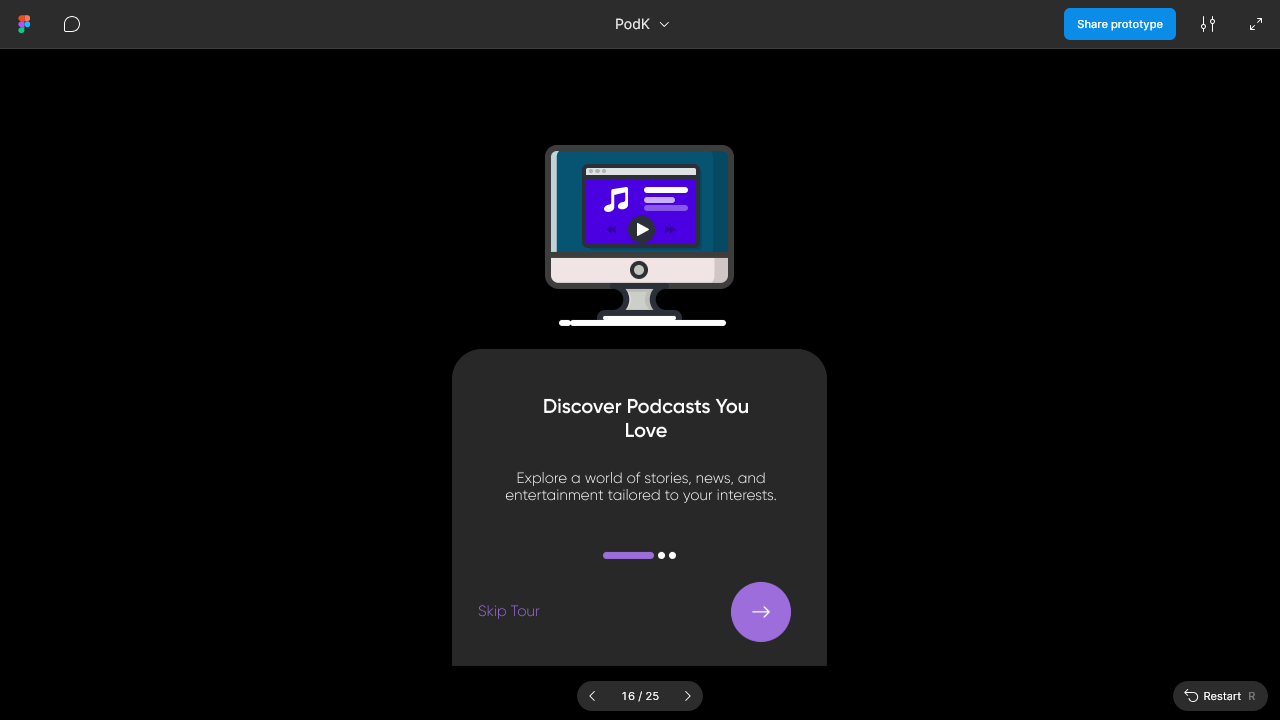 PodK
Share prototype
Discover Podcasts You
Love
Explore a world of stories, news, and
entertainment tailored to your interests.
Skip Tour
16 / 25
Restart R